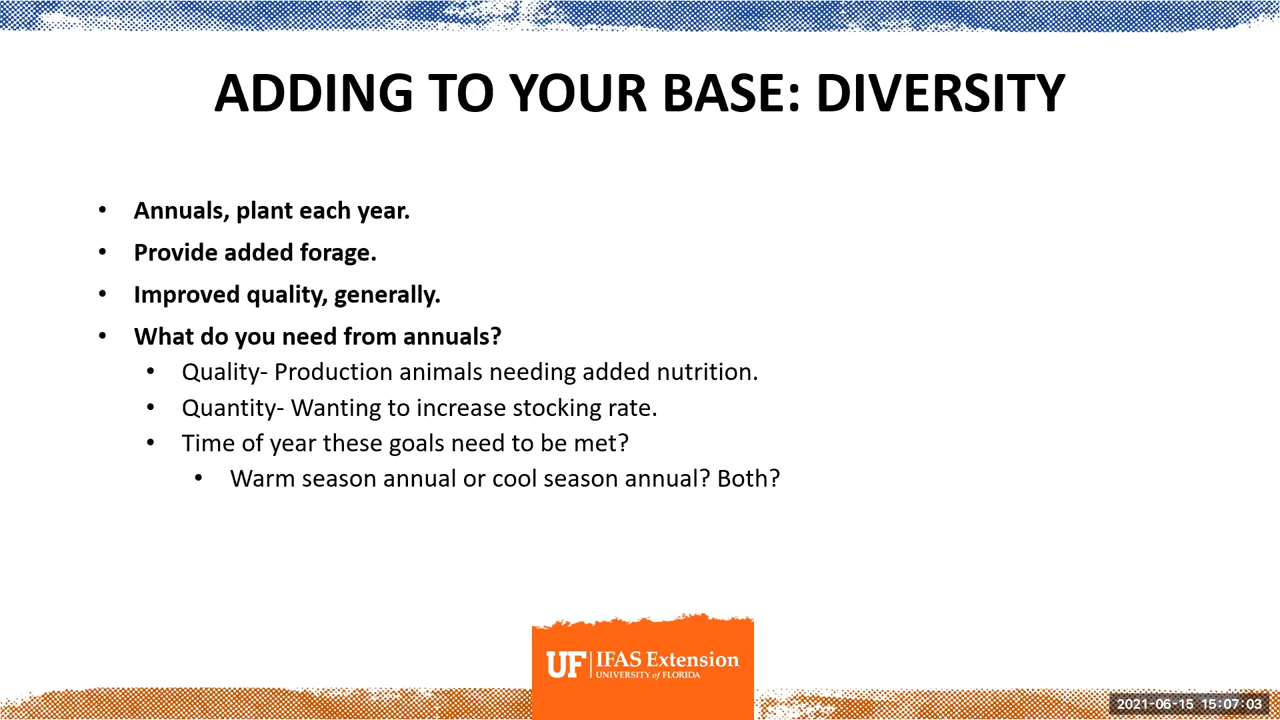 ADDING TO YOUR BASE: DIVERSITY
• Annuals, plant each year.
• Provide added forage.
• Improved quality, generally.
• What do you need from annuals?
• Quality- Production animals needing added nutrition.
• Quantity- Wanting to increase stocking rate.
• Time of year these goals need to be met?
• Warm season annual or cool season annual? Both?
UF IFAS Extension
UNIVERSITY of FLORIDA
2021-06-15 15:07:03